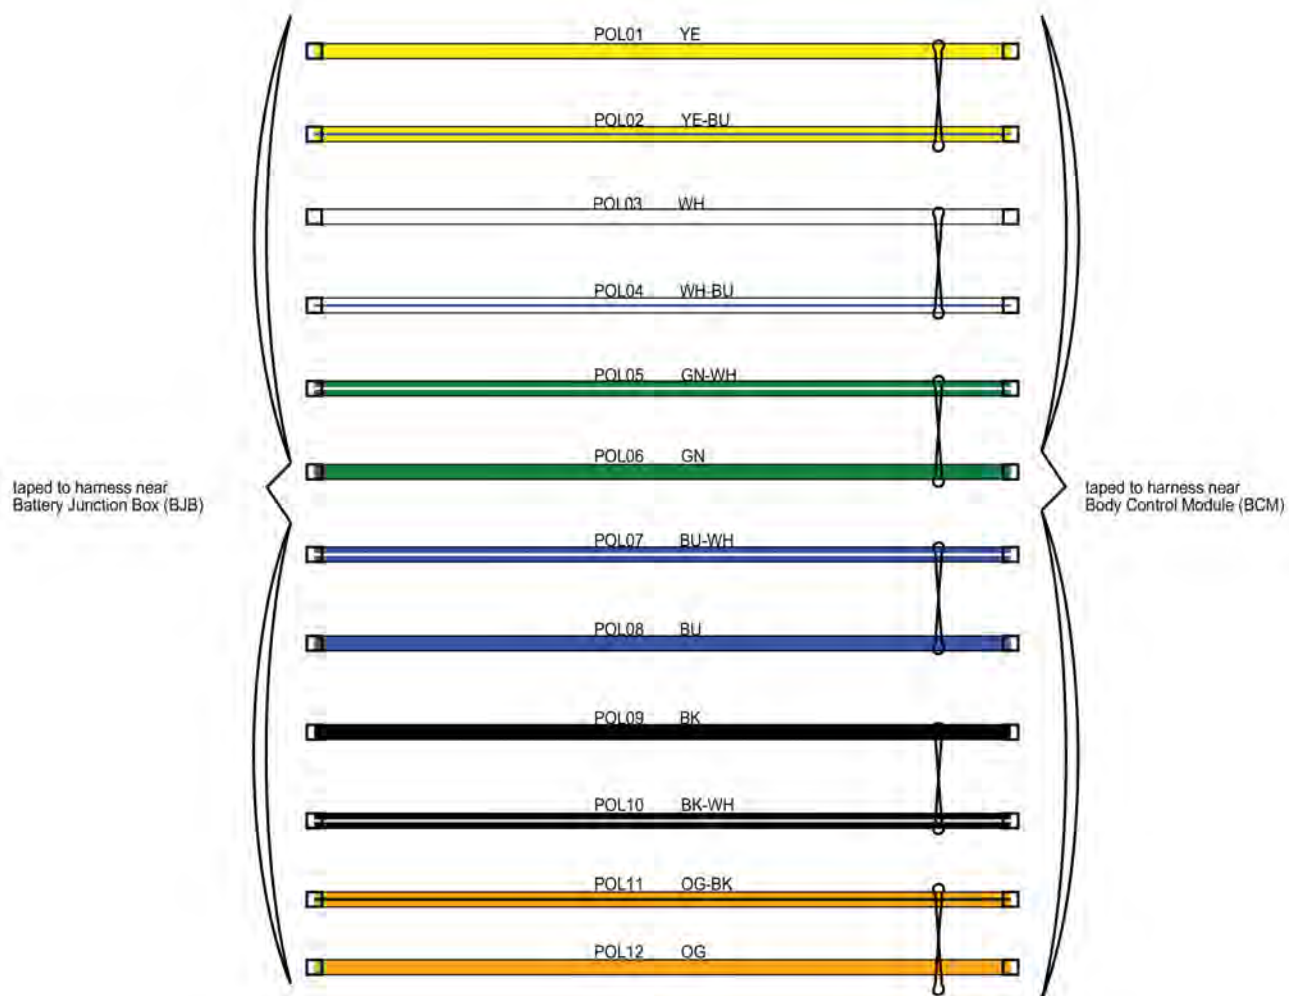 POL01 YE
POL02 YE-BU
POL03 WH
POL04 WH-BU
POL05 GN-WH
POL06 GN
taped to harness near
Battery Junction Box (BJB)
taped to harness near
Body Control Module (BCM)
POL07 BU-WH
POL08 BU
POL09 BK
POL10 BK-WH
POL11 OG-BK
POL12 OG